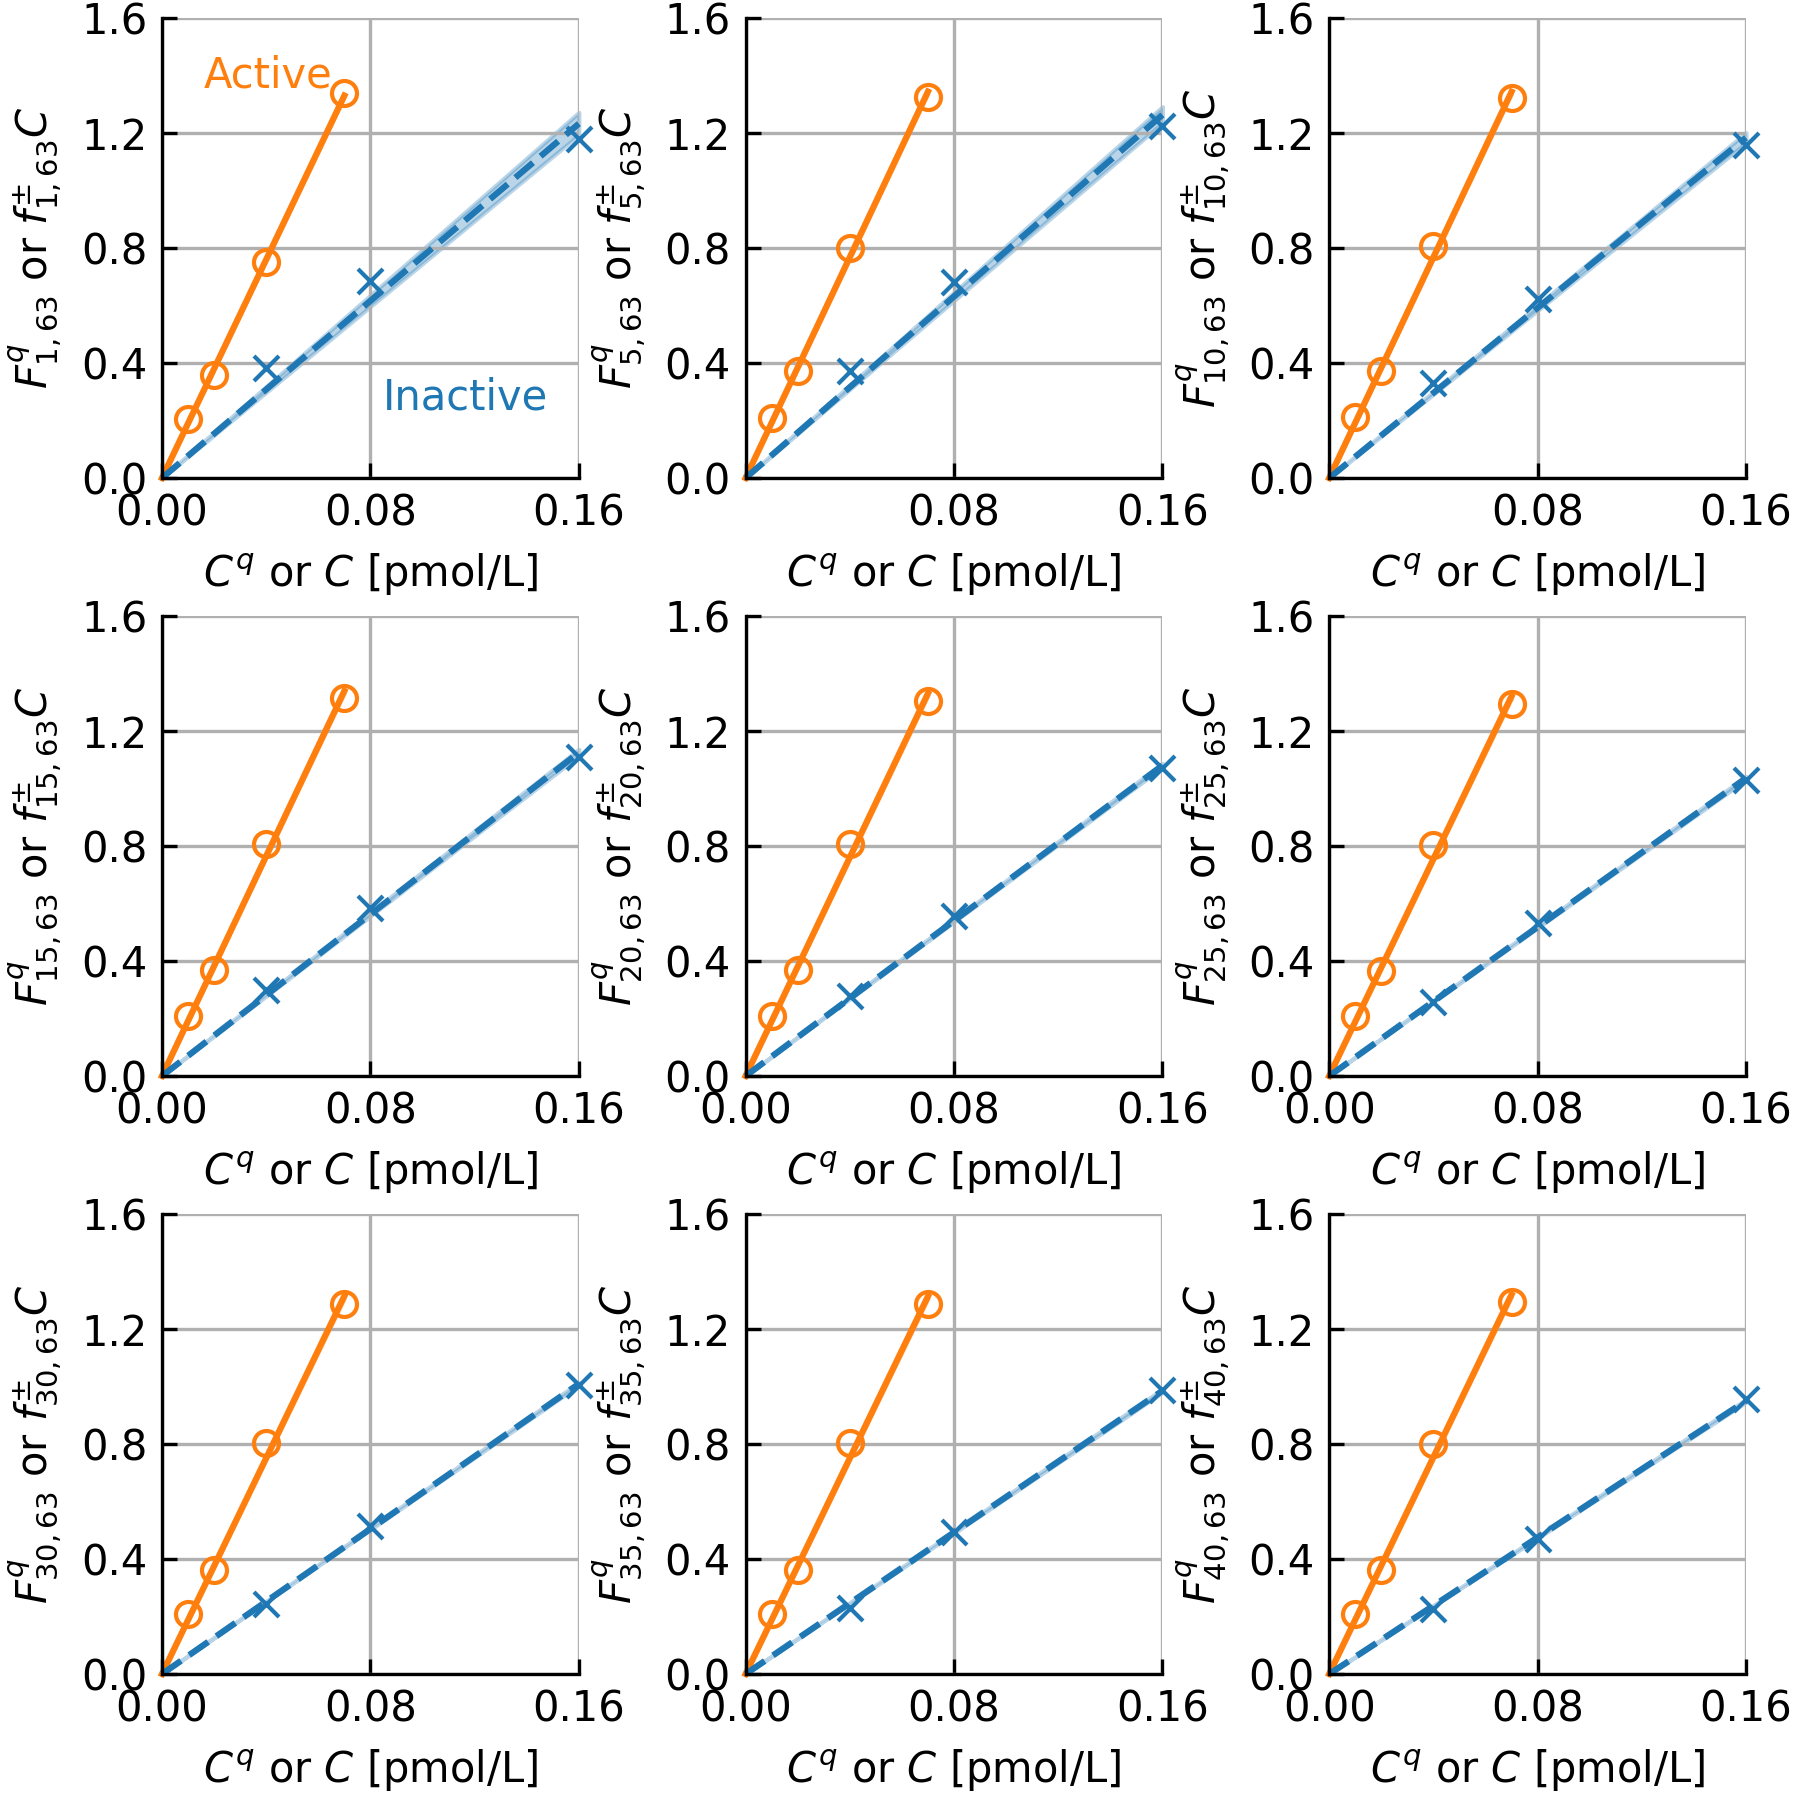 1.6
1.2
0.8
0.4
0.0
0.00 0.08 0.16
Active
Inactive
F^q_{1,63} or f^±_{1,63}C
C^q or C [pmol/L]
1.6
1.2
0.8
0.4
0.0
0.08 0.16
F^q_{5,63} or f^±_{5,63}C
C^q or C [pmol/L]
1.6
1.2
0.8
0.4
0.0
0.08 0.16
F^q_{10,63} or f^±_{10,63}C
C^q or C [pmol/L]
1.6
1.2
0.8
0.4
0.0
0.00 0.08 0.16
F^q_{15,63} or f^±_{15,63}C
C^q or C [pmol/L]
1.6
1.2
0.8
0.4
0.0
0.00 0.08 0.16
F^q_{20,63} or f^±_{20,63}C
C^q or C [pmol/L]
1.6
1.2
0.8
0.4
0.0
0.00 0.08 0.16
F^q_{25,63} or f^±_{25,63}C
C^q or C [pmol/L]
1.6
1.2
0.8
0.4
0.0
0.00 0.08 0.16
F^q_{30,63} or f^±_{30,63}C
C^q or C [pmol/L]
1.6
1.2
0.8
0.4
0.0
0.00 0.08 0.16
F^q_{35,63} or f^±_{35,63}C
C^q or C [pmol/L]
1.6
1.2
0.8
0.4
0.0
0.00 0.08 0.16
F^q_{40,63} or f^±_{40,63}C
C^q or C [pmol/L]